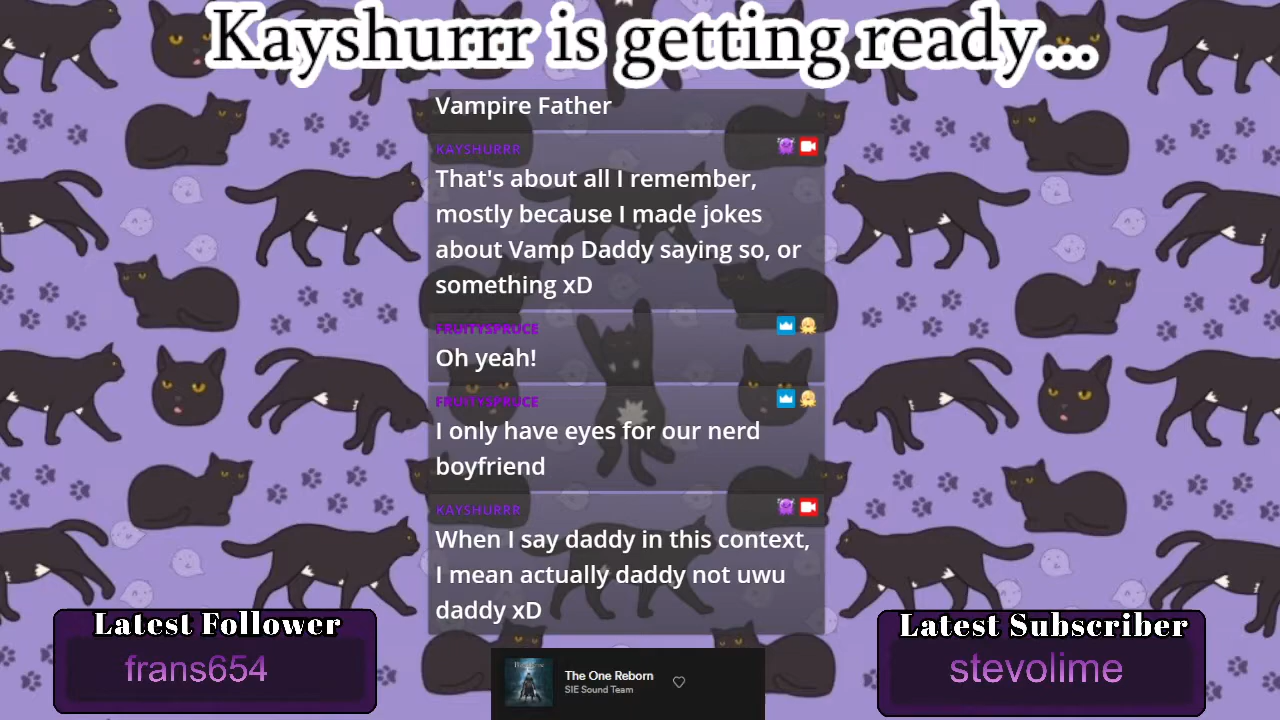 Kayshurrr is getting ready...
Vampire Father
KAYSHURRR
That's about all I remember,
mostly because I made jokes
about Vamp Daddy saying so, or
something xD
FRUITYSPRUCE
Oh yeah!
FRUITYSPRUCE
I only have eyes for our nerd
boyfriend
KAYSHURRR
When I say daddy in this context,
I mean actually daddy not uwu
daddy xD
Latest Follower
frans654
Latest Subscriber
stevolime
The One Reborn
SIE Sound Team